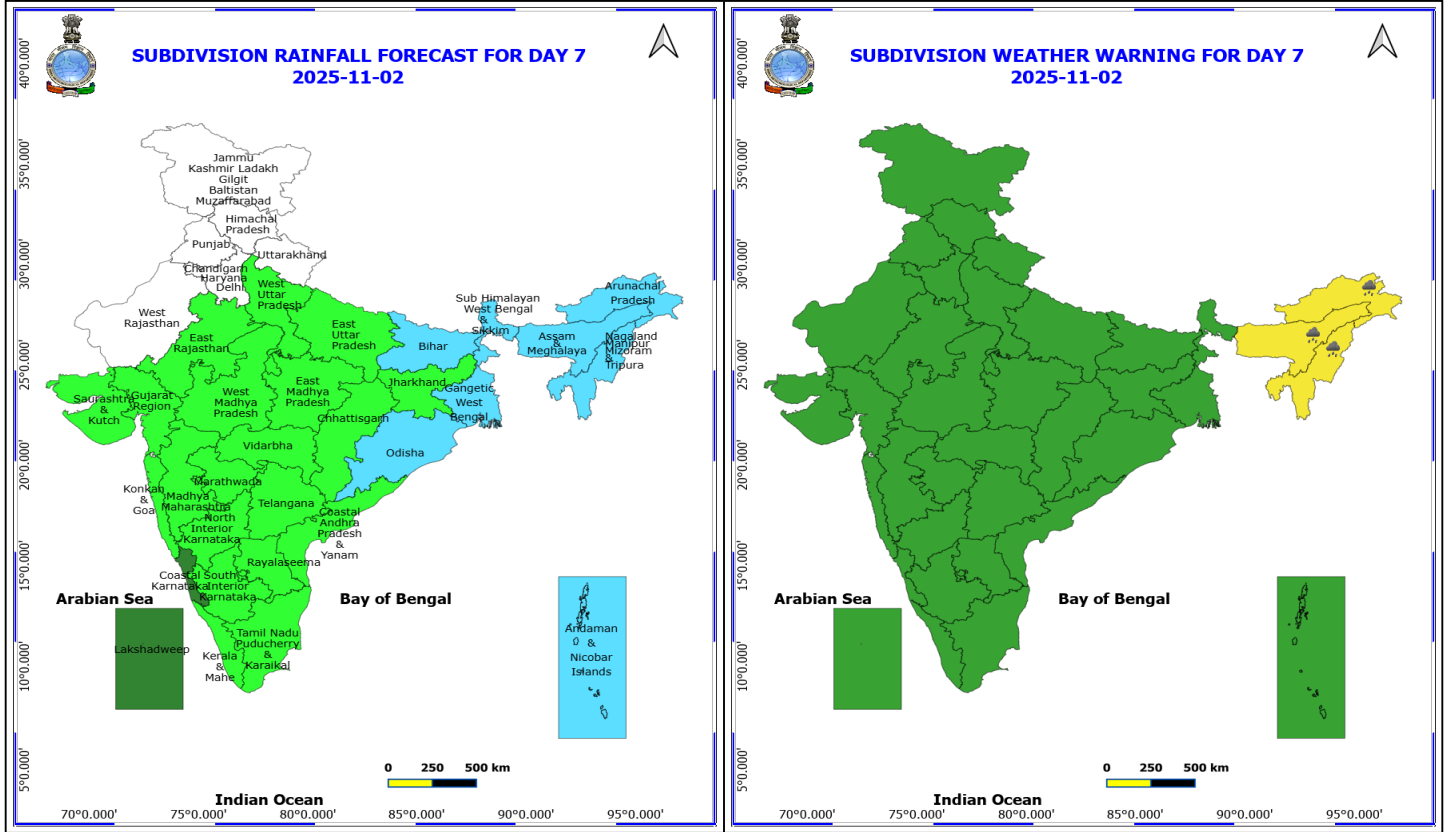 SUBDIVISION RAINFALL FORECAST FOR DAY 7
2025-11-02
40°0.000'
35°0.000'
30°0.000'
25°0.000'
20°0.000'
15°0.000'
10°0.000'
5°0.000'
Jammu
Kashmir Ladakh
Gilgit
Baltistan
Muzaffarabad
Himachal
Pradesh
Punjab
Uttarakhand
Chandigarh
Haryana
Delhi
West
Uttar
Pradesh
West
Rajasthan
East
Rajasthan
East
Uttar
Pradesh
Bihar
Sub Himalayan
West Bengal
&
Sikkim
Arunachal
Pradesh
Assam
&
Meghalaya
Nagaland
Manipur
Mizoram
&
Tripura
Saurashtra
&
Kutch
Gujarat
Region
West
Madhya
Pradesh
East
Madhya
Pradesh
Jharkhand
Gangetic
West
Bengal
Chhattisgarh
Vidarbha
Odisha
Konkan
&
Goa
Marathwada
Madhya
Maharashtra
Telangana
North
Interior
Karnataka
Coastal
Andhra
Pradesh
&
Yanam
Rayalaseema
Coastal
Karnataka
South
Interior
Karnataka
Arabian Sea
Bay of Bengal
Lakshadweep
Kerala
&
Mahe
Tamil Nadu
Puducherry
&
Karaikal
Andaman
&
Nicobar
Islands
0 250 500 km
Indian Ocean
70°0.000' 75°0.000' 80°0.000' 85°0.000' 90°0.000' 95°0.000'
SUBDIVISION WEATHER WARNING FOR DAY 7
2025-11-02
40°0.000'
35°0.000'
30°0.000'
25°0.000'
20°0.000'
15°0.000'
10°0.000'
5°0.000'
Arabian Sea
Bay of Bengal
0 250 500 km
Indian Ocean
70°0.000' 75°0.000' 80°0.000' 85°0.000' 90°0.000' 95°0.000'